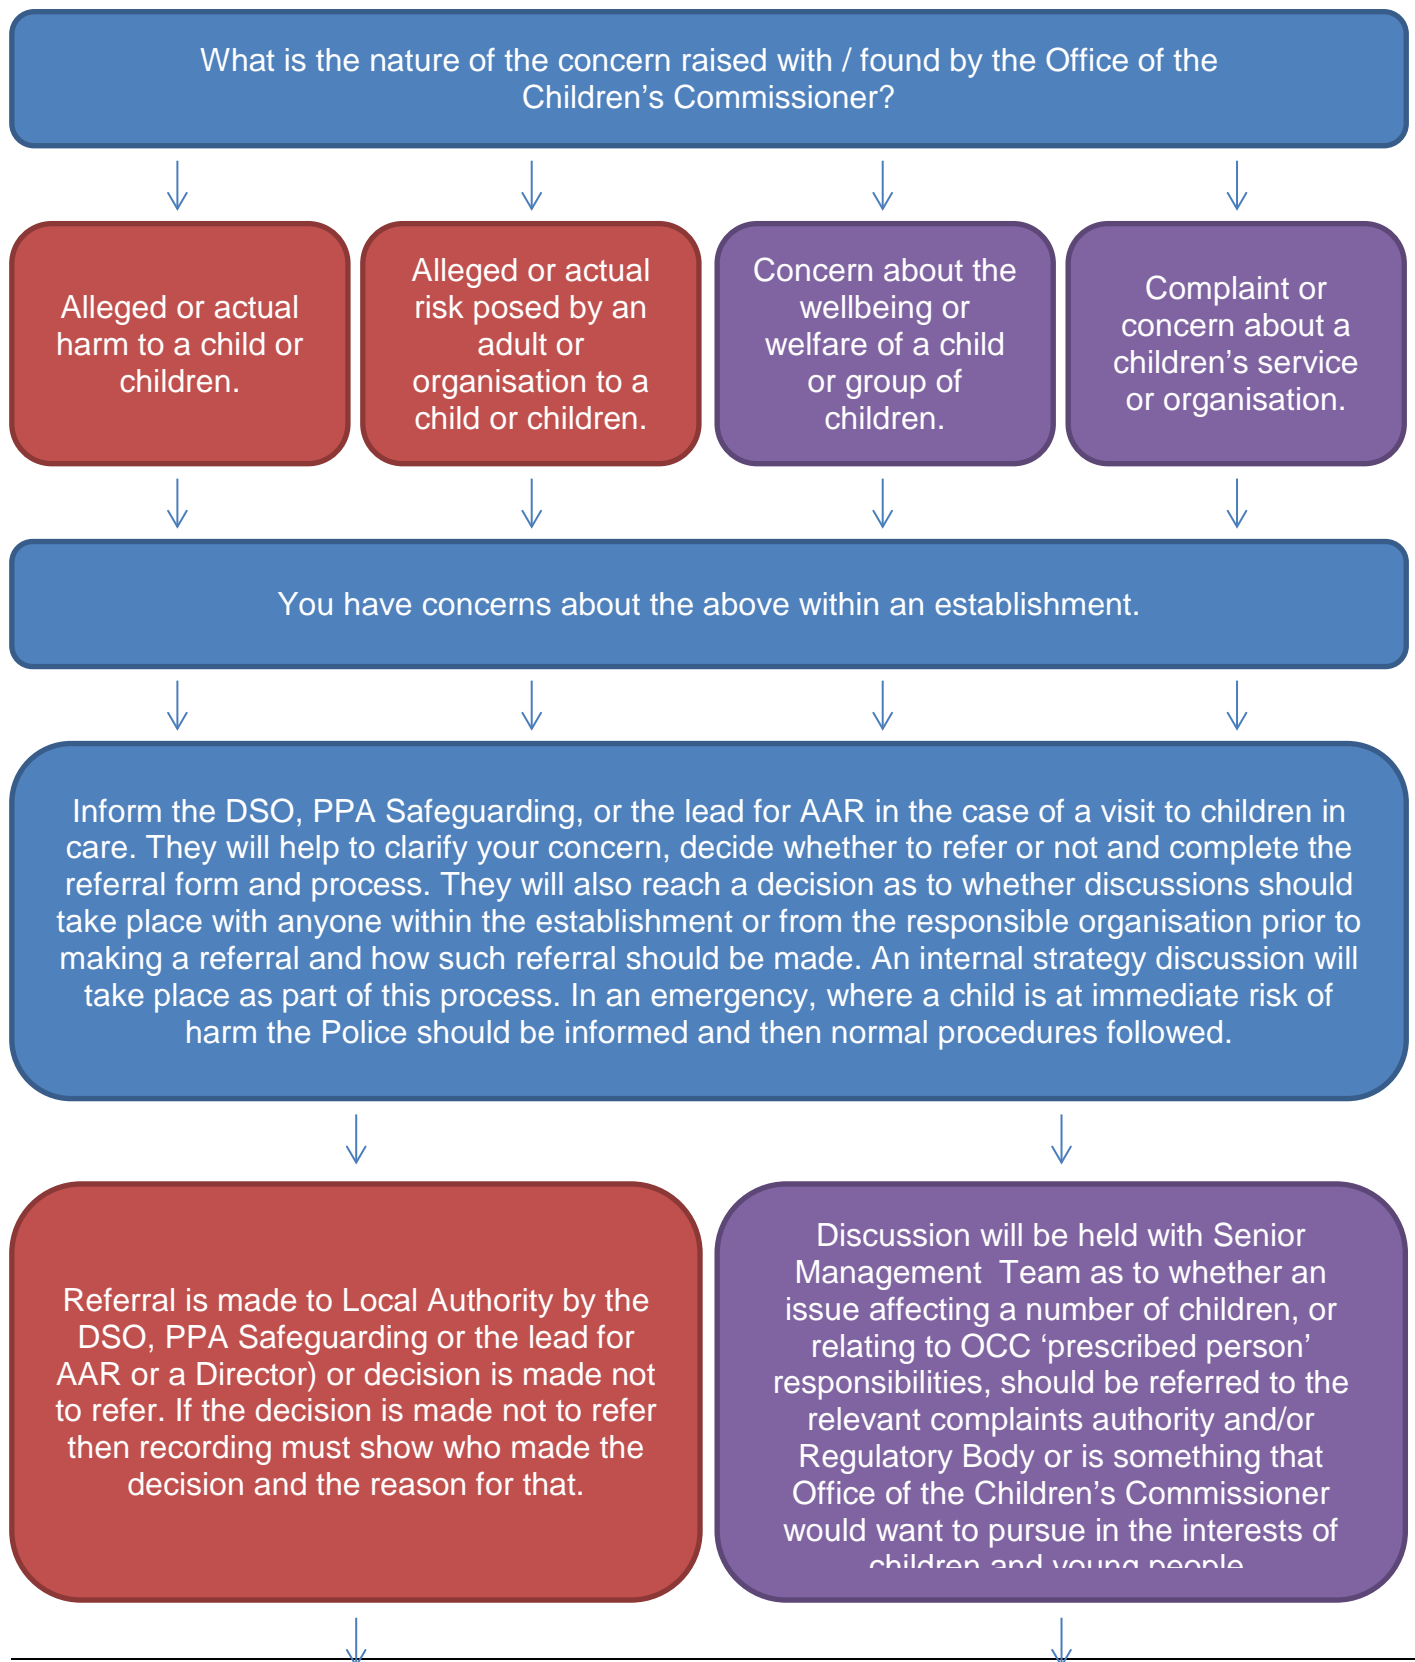 What is the nature of the concern raised with / found by the Office of the
Children’s Commissioner?
Alleged or actual
harm to a child or
children.
Alleged or actual
risk posed by an
adult or
organisation to a
child or children.
Concern about the
wellbeing or
welfare of a child
or group of
children.
Complaint or
concern about a
children’s service
or organisation.
You have concerns about the above within an establishment.
Inform the DSO, PPA Safeguarding, or the lead for AAR in the case of a visit to children in
care. They will help to clarify your concern, decide whether to refer or not and complete the
referral form and process. They will also reach a decision as to whether discussions should
take place with anyone within the establishment or from the responsible organisation prior to
making a referral and how such referral should be made. An internal strategy discussion will
take place as part of this process. In an emergency, where a child is at immediate risk of
harm the Police should be informed and then normal procedures followed.
Referral is made to Local Authority by the
DSO, PPA Safeguarding or the lead for
AAR or a Director) or decision is made not
to refer. If the decision is made not to refer
then recording must show who made the
decision and the reason for that.
Discussion will be held with Senior
Management  Team as to whether an
issue affecting a number of children, or
relating to OCC ‘prescribed person’
responsibilities, should be referred to the
relevant complaints authority and/or
Regulatory Body or is something that
Office of the Children’s Commissioner
would want to pursue in the interests of
children and young people